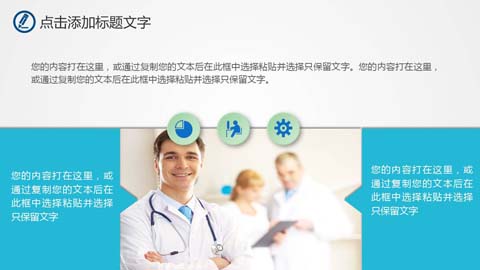 点击添加标题文字
您的内容打在这里，或通过复制您的文本后在此框中选择粘贴并选择只保留文字。您的内容打在这里，
或通过复制您的文本后在此框中选择粘贴并选择只保留文字。
您的内容打在这里，或
通过复制您的文本后在
此框中选择粘贴并选择
只保留文字
您的内容打在这里，或
通过复制您的文本后在
此框中选择粘贴并选择
只保留文字